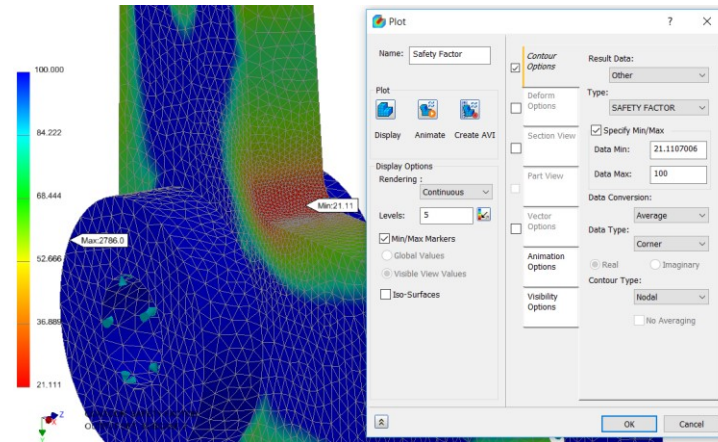 100.000
84.222
68.444
52.666
36.889
21.111
Max:2786.0
Min:21.11
Z
X
Y
Plot
?
X
Name:
Safety Factor
Plot
Display
Animate
Create AVI
Display Options
Rendering :
Continuous
Levels:
5
Min/Max Markers
Global Values
Visible View Values
Iso-Surfaces
Contour
Options
Deform
Options
Section View
Part View
Vector
Options
Animation
Options
Visibility
Options
Result Data:
Other
Type:
SAFETY FACTOR
Specify Min/Max
Data Min:
21.1107006
Data Max:
100
Data Conversion:
Average
Data Type:
Corner
Real
Imaginary
Contour Type:
Nodal
No Averaging
OK
Cancel